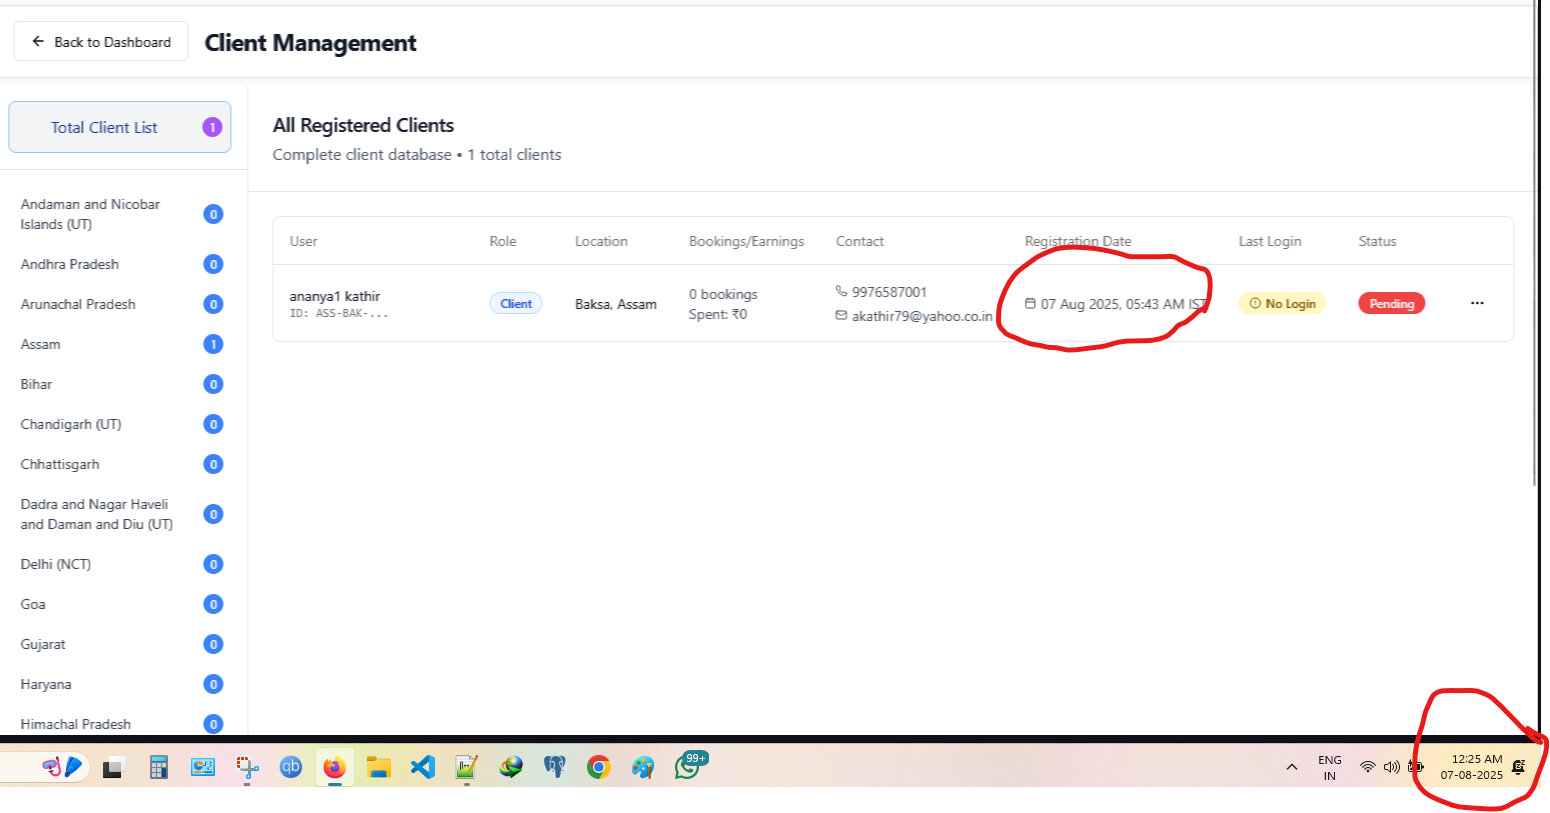 Back to Dashboard
Client Management
Total Client List 1
Andaman and Nicobar
Islands (UT) 0
Andhra Pradesh 0
Arunachal Pradesh 0
Assam 1
Bihar 0
Chandigarh (UT) 0
Chhattisgarh 0
Dadra and Nagar Haveli
and Daman and Diu (UT) 0
Delhi (NCT) 0
Goa 0
Gujarat 0
Haryana 0
Himachal Pradesh 0
All Registered Clients
Complete client database • 1 total clients
User Role Location Bookings/Earnings Contact Registration Date Last Login Status
ananya1 kathir
ID: ASS-BAK-...
Client
Baksa, Assam
0 bookings
Spent: ₹0
9976587001
akathir79@yahoo.co.in
07 Aug 2025, 05:43 AM IST
No Login
Pending
...
qb
99+
ENG
IN
12:25 AM
07-08-2025